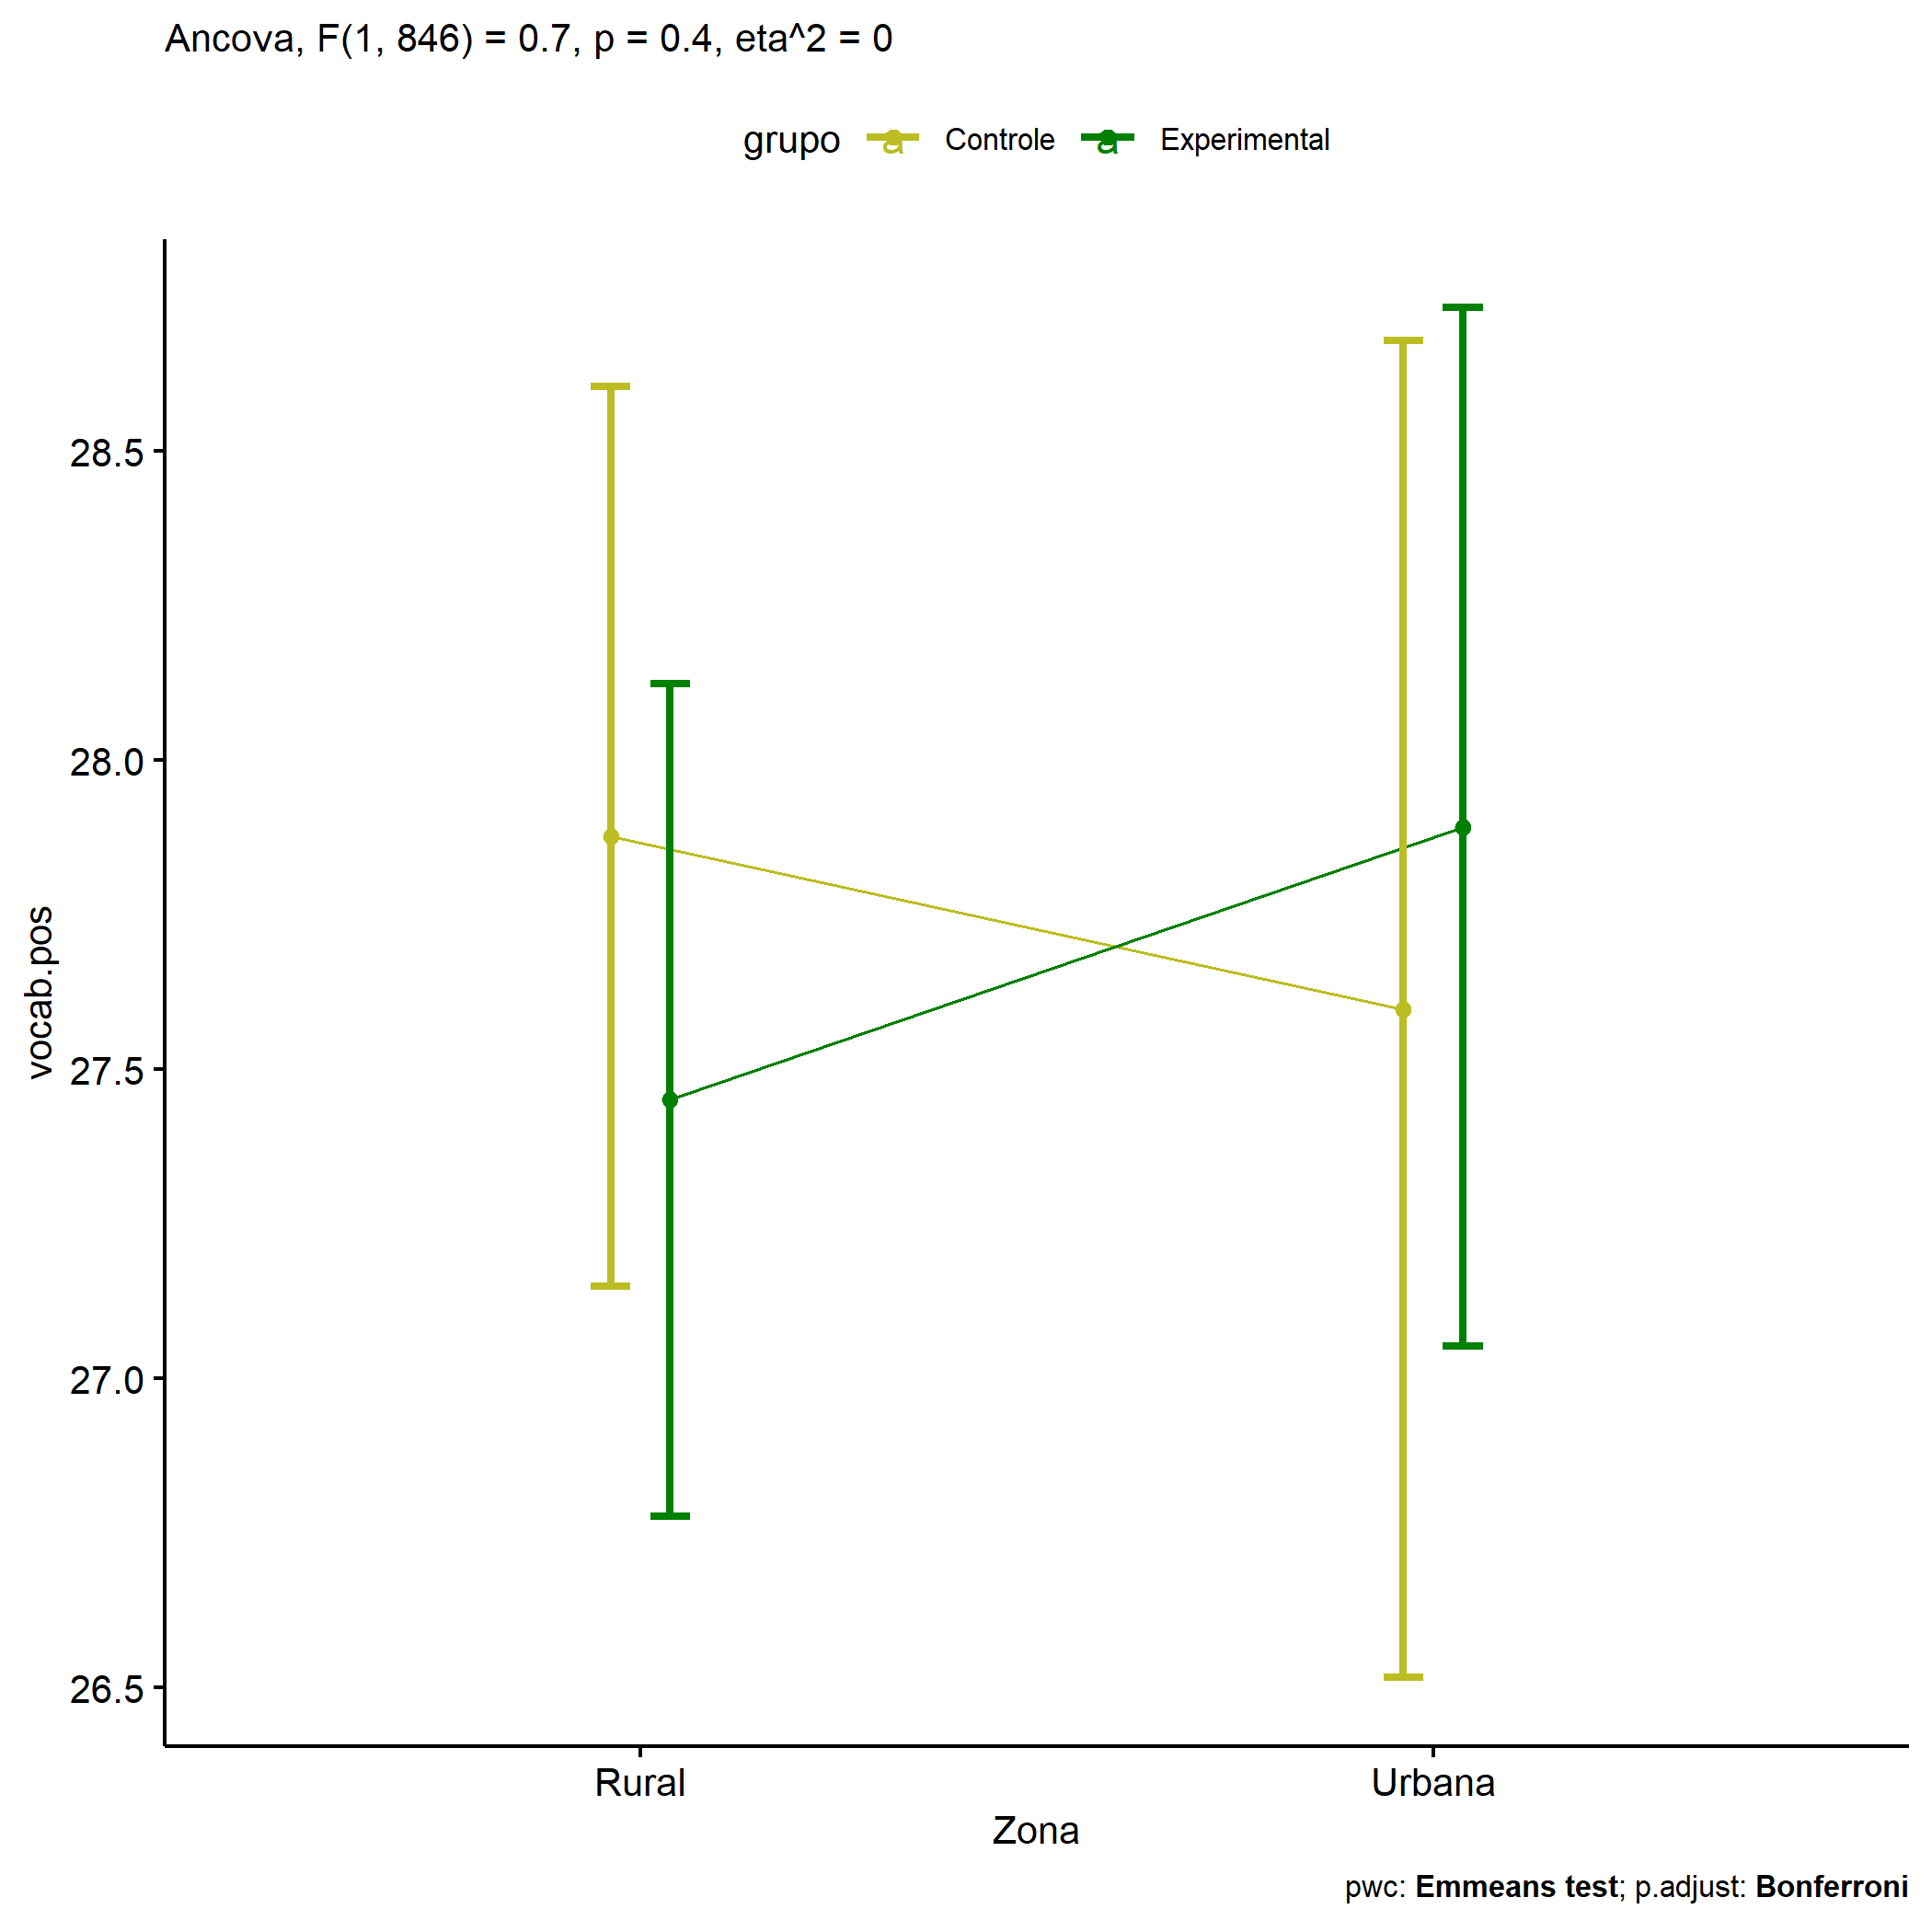 Ancova, F(1, 846) = 0.7, p = 0.4, eta^2 = 0
grupo a Controle a Experimental
28.5
28.0
27.5
27.0
26.5
vocab.pos
Rural Urbana
Zona
pwc: Emmeans test; p.adjust: Bonferroni